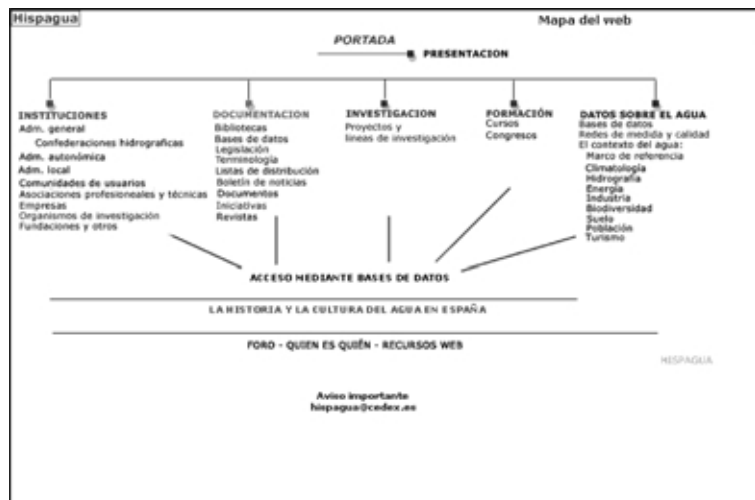 Hispagua
Mapa del web
PORTADA
PRESENTACION
INSTITUCIONES
Adm. general
Confederaciones hidrograficas
Adm. autonómica
Adm. local
Comunidades de usuarios
Asociaciones profesioneales y técnicas
Empresas
Organismos de investigación
Fundaciones y otros
DOCUMENTACION
Bibliotecas
Bases de datos
Legislación
Terminología
Listas de distribución
Boletín de noticias
Documentos
Iniciativas
Revistas
INVESTIGACION
Proyectos y
líneas de investigación
FORMACIÓN
Cursos
Congresos
DATOS SOBRE EL AGUA
Bases de datos
Redes de medida y calidad
El contexto del agua:
Marco de referencia
Climatología
Hidrografía
Energía
Industria
Biodiversidad
Suelo
Población
Turismo
ACCESO MEDIANTE BASES DE DATOS
LA HISTORIA Y LA CULTURA DEL AGUA EN ESPAÑA
FORO - QUIEN ES QUIÉN - RECURSOS WEB
HISPAGUA
Aviso importante
hispagua@cedex.es